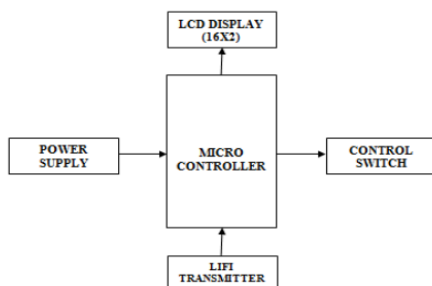 LCD DISPLAY
(16X2)
POWER
SUPPLY
MICRO
CONTROLLER
CONTROL
SWITCH
LIFI
TRANSMITTER